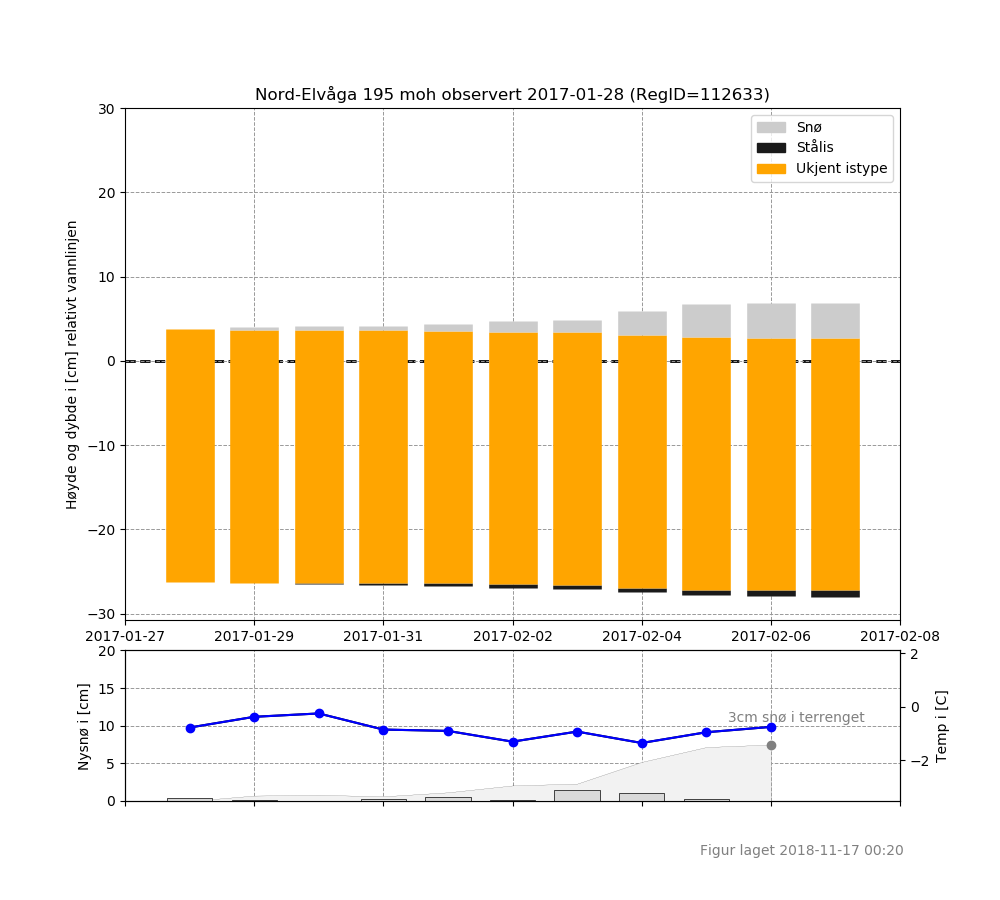 Nord-Elvåga 195 moh observert 2017-01-28 (RegID=112633)
Snø
Stålis
Ukjent istype
Høyde og dybde i [cm] relativt vannlinjen
30
20
10
0
−10
−20
−30
2017-01-27 2017-01-29 2017-01-31 2017-02-02 2017-02-04 2017-02-06 2017-02-08
Nysnø i [cm]
20
15
10
5
0
3cm snø i terrenget
2
0
−2
Temp i [C]
Figur laget 2018-11-17 00:20